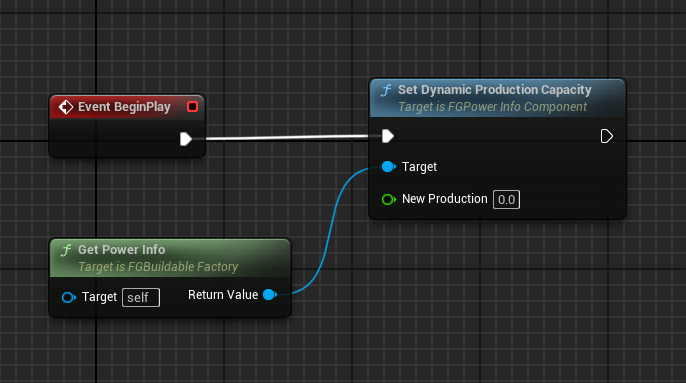 Event BeginPlay
Set Dynamic Production Capacity
Target is FGPower Info Component
Target
New Production 0.0
Get Power Info
Target is FGBuildable Factory
Target self Return Value